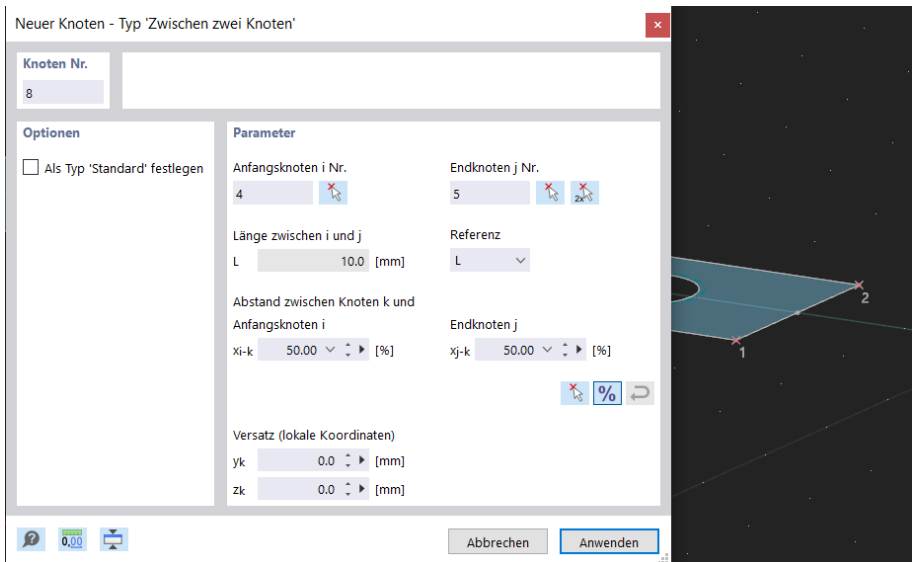 Neuer Knoten - Typ 'Zwischen zwei Knoten'
Knoten Nr.
8
Optionen
Als Typ 'Standard' festlegen
Parameter
Anfangsknoten i Nr. Endknoten j Nr.
4 5 2x
Länge zwischen i und j Referenz
L 10.0 [mm] L
Abstand zwischen Knoten k und
Anfangsknoten i Endknoten j
xi-k 50.00 [%] xj-k 50.00 [%]
%
Versatz (lokale Koordinaten)
yk 0.0 [mm]
zk 0.0 [mm]
? 0,00 Abbrechen Anwenden
2
1